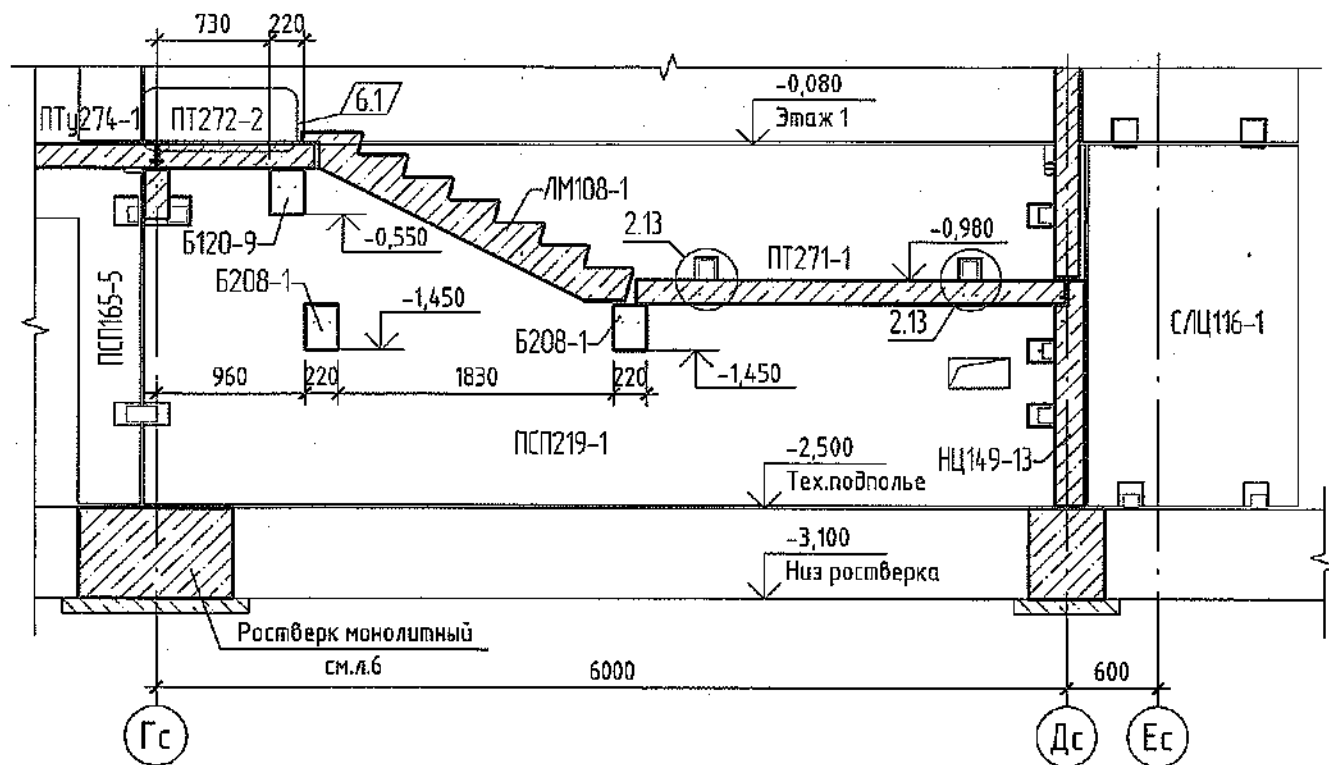 730
220
ПТу274-1
ПТ272-2
6.1
-0,080
Этаж 1
ЛМ108-1
Б120-9
-0,550
2.13
-0,980
ПТ271-1
ПСП165-5
Б208-1
-1,450
Б208-1
2.13
СЛЦ116-1
-1,450
960
220
1830
220
ПСП219-1
НЦ149-13
-2,500
Тех.подполье
-3,100
Низ ростверка
Ростверк монолитный
см.л.6
6000
600
Гс
Дс
Ес